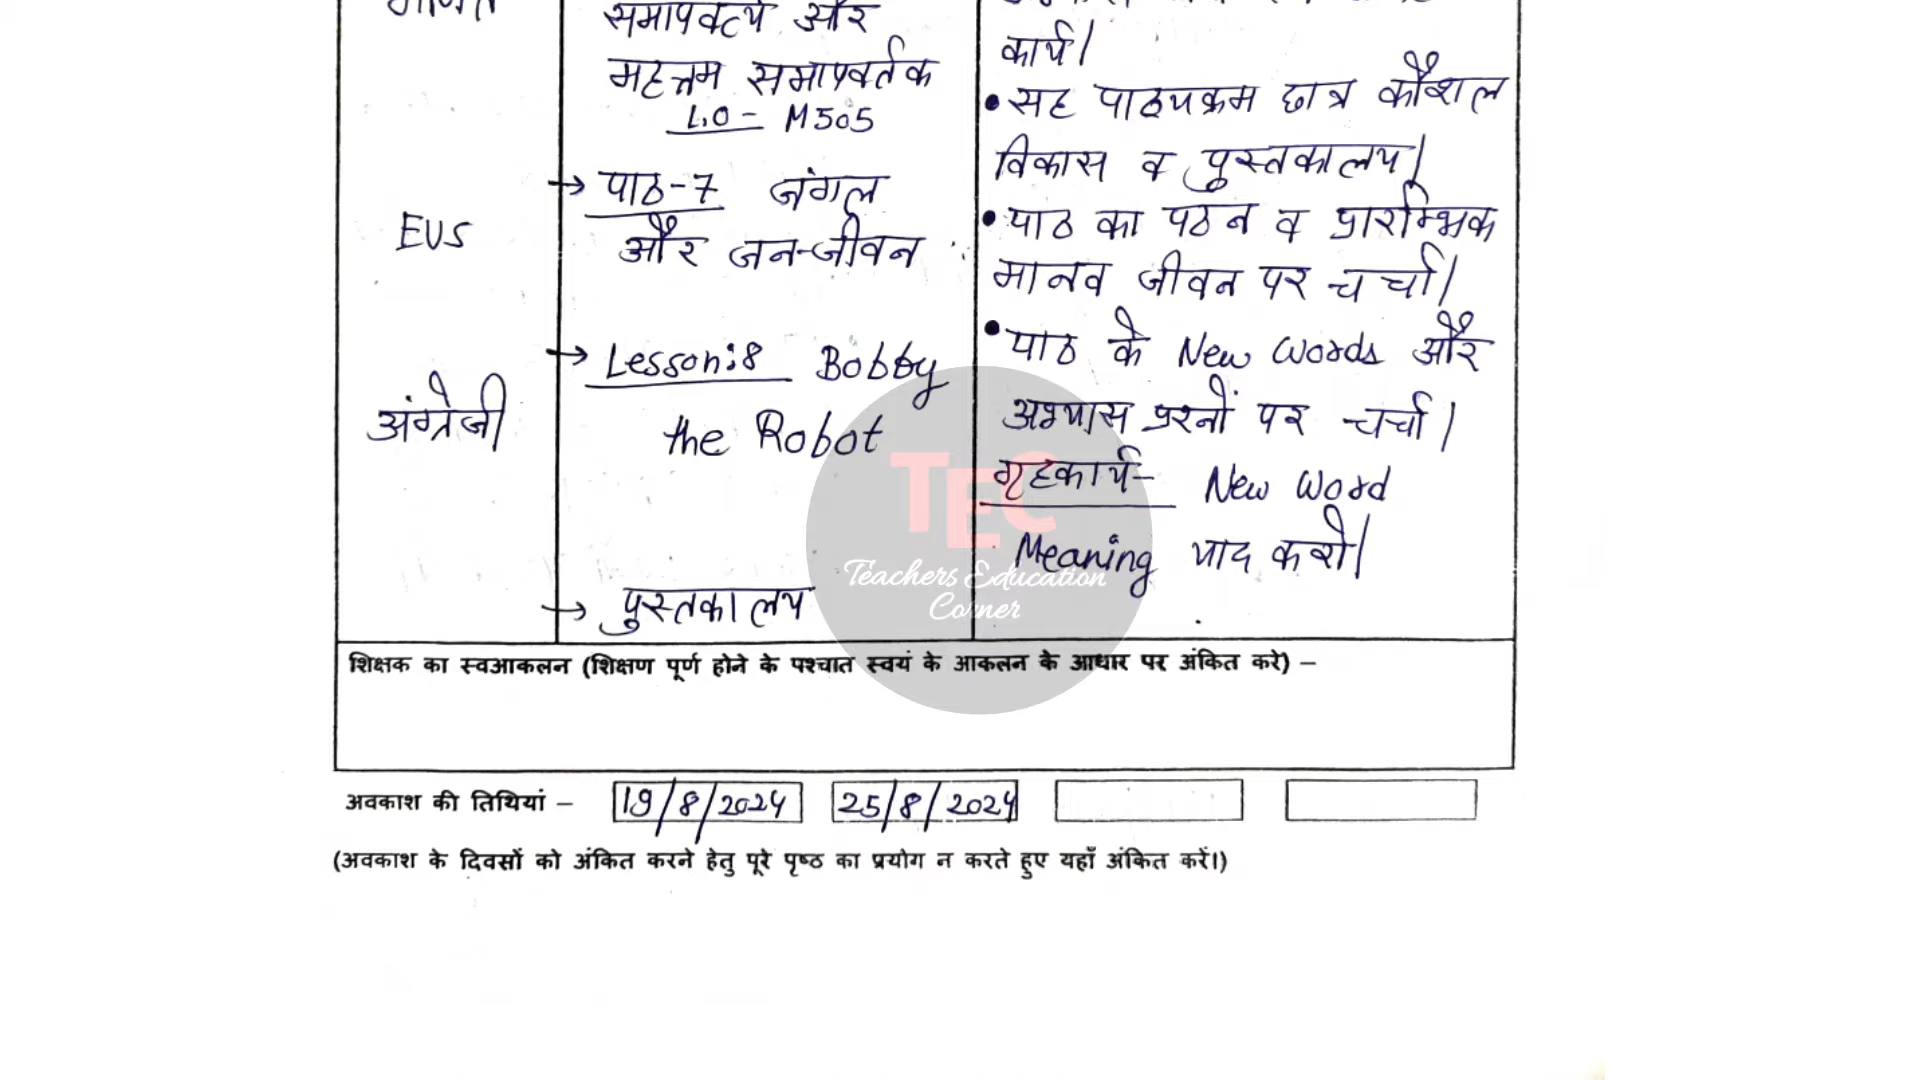 गणित
समापवर्त्य और
महत्तम समापवर्तक
L.O - M505
कार्य।
• सह पाठ्यक्रम छात्र कौशल
विकास व पुस्तकालय।
EVS
→ पाठ-7 जंगल
और जन-जीवन
• पाठ का पठन व प्रारम्भिक
मानव जीवन पर चर्चा।
अंग्रेजी
→ Lesson:8 Bobby
the Robot
• पाठ के New Words और
अभ्यास प्रश्नों पर चर्चा।
गृहकार्य- New Word
Meaning याद करो।
→ पुस्तकालय
TEC
Teachers Education
Corner
शिक्षक का स्वआकलन (शिक्षण पूर्ण होने के पश्चात स्वयं के आकलन के आधार पर अंकित करे) –
अवकाश की तिथियां – 19/8/2024 25/8/2024
(अवकाश के दिवसों को अंकित करने हेतु पूरे पृष्ठ का प्रयोग न करते हुए यहाँ अंकित करें।)